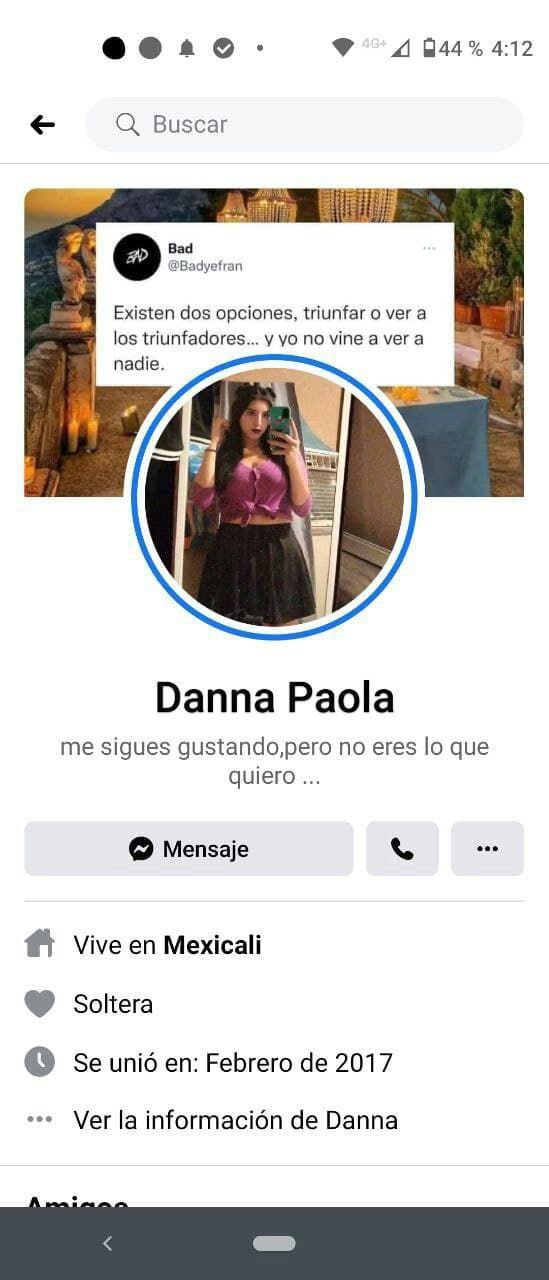 4G+ 44 % 4:12
Buscar
BAD
Bad
@Badyefran
Existen dos opciones, triunfar o ver a
los triunfadores... y yo no vine a ver a
nadie.
Danna Paola
me sigues gustando,pero no eres lo que
quiero ...
Mensaje
Vive en Mexicali
Soltera
Se unió en: Febrero de 2017
Ver la información de Danna
Amigos